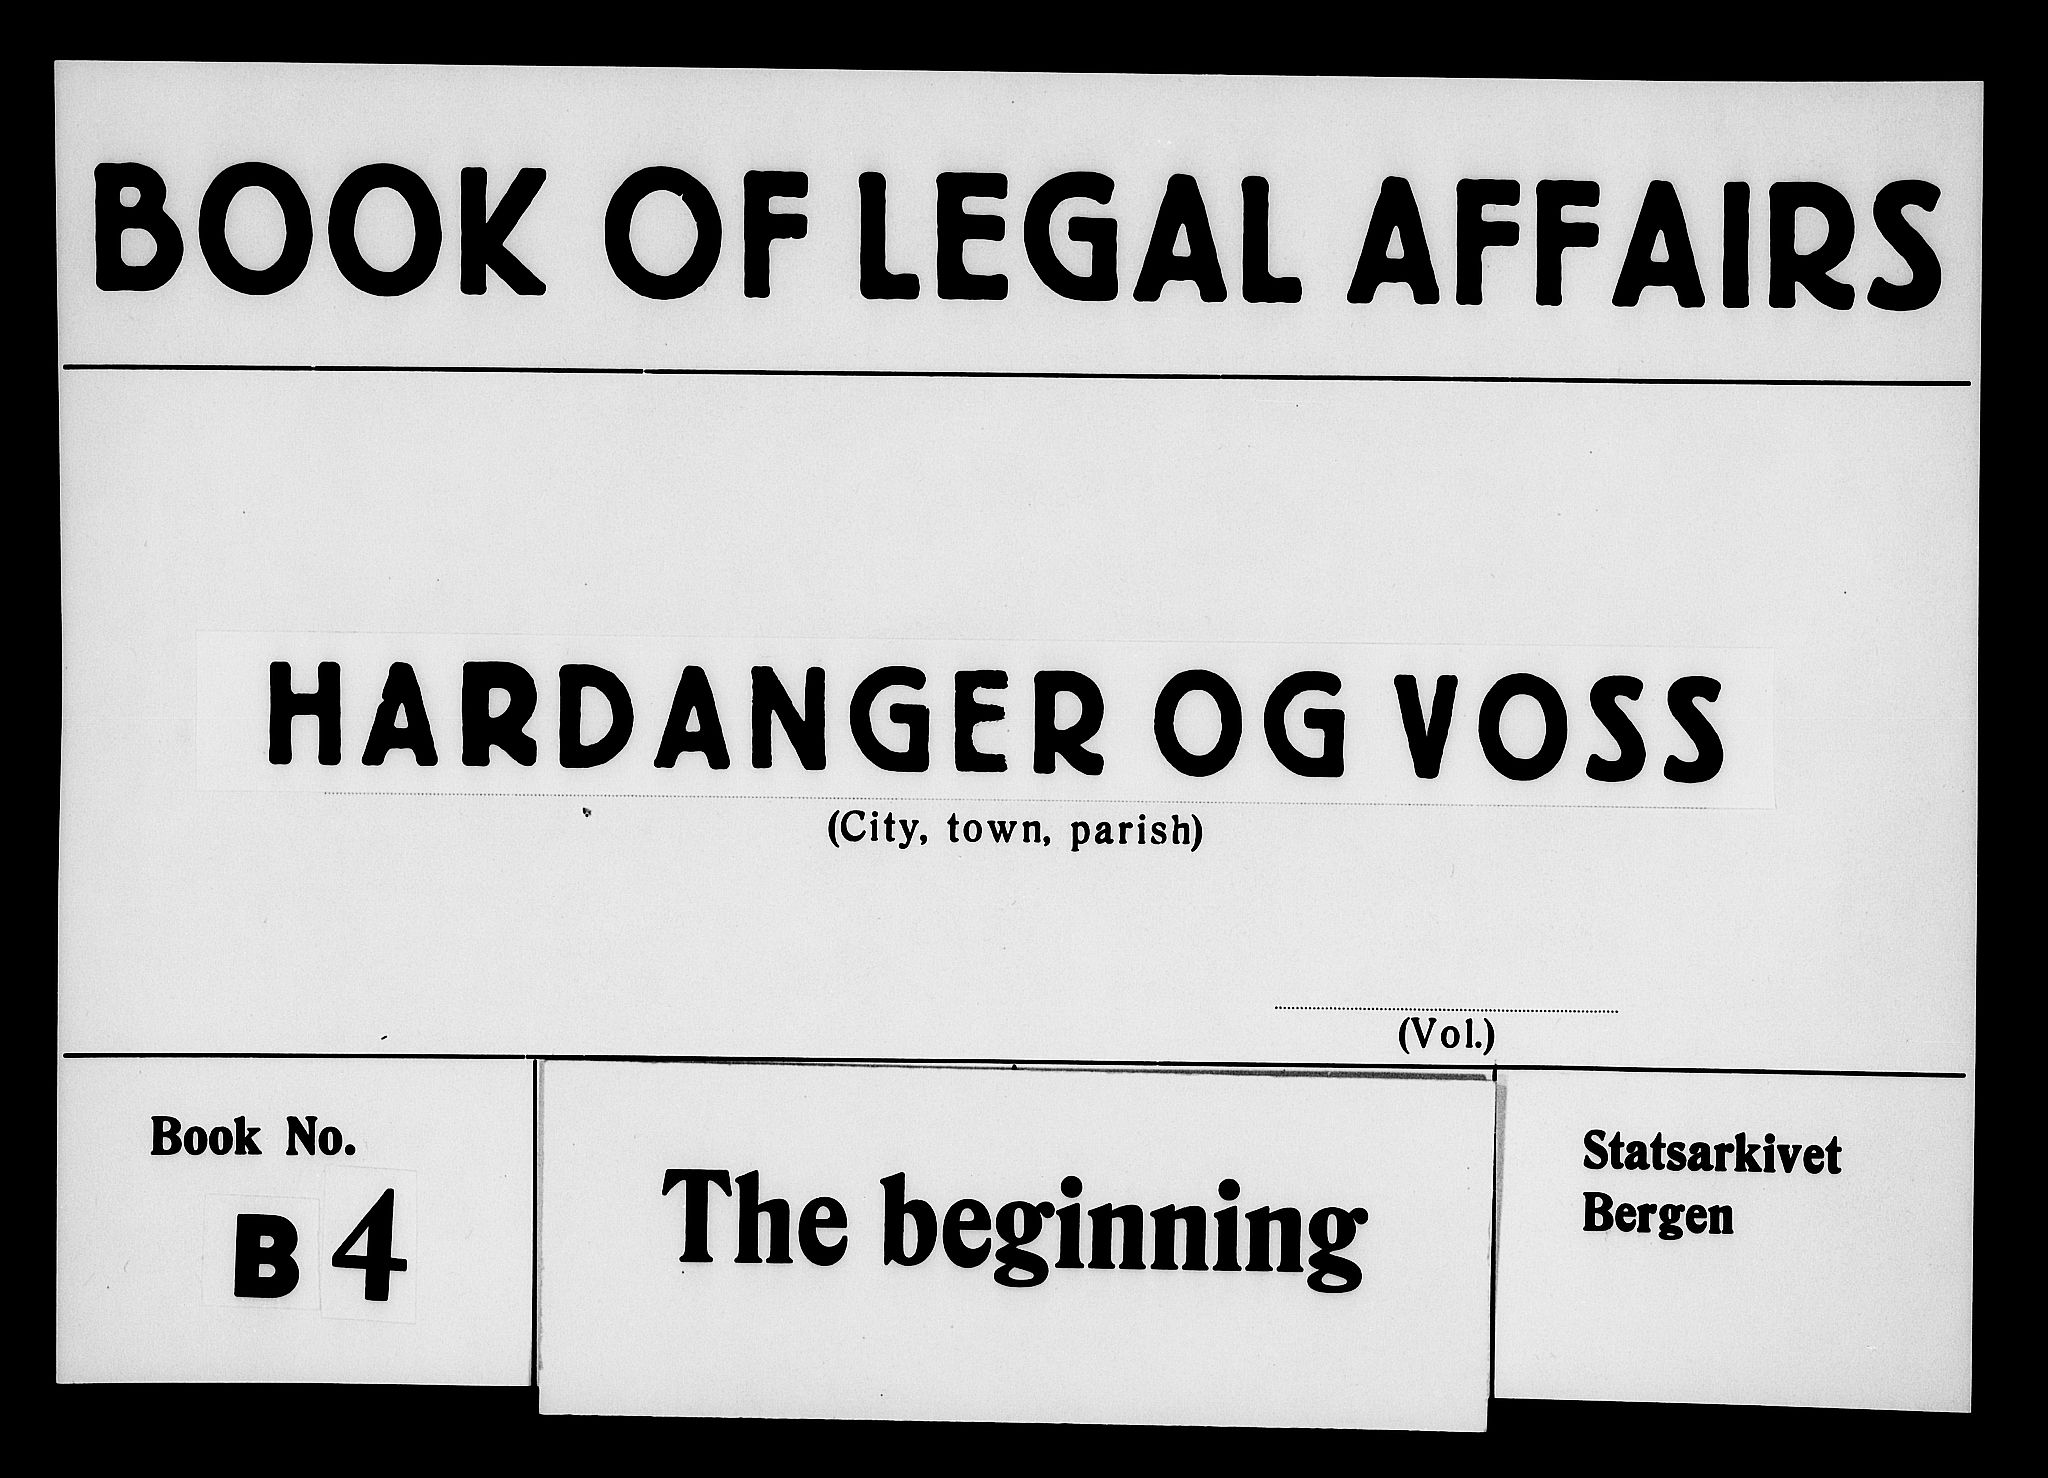 BOOK OF LEGAL AFFAIRS
HARDANGER OG VOSS
(City, town, parish)
(Vol.)
Book No.
B 4
The beginning
Statsarkivet
Bergen